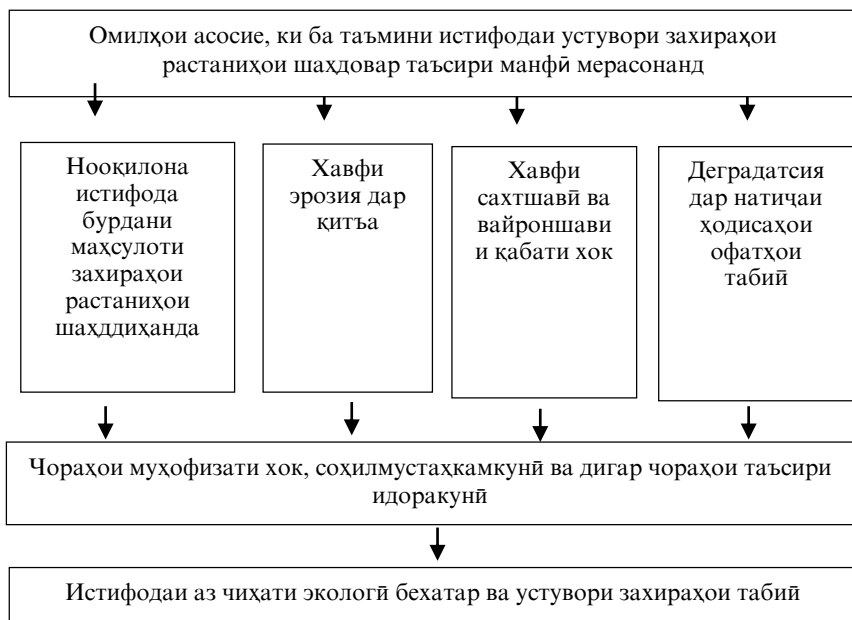 Омилҳои асосие, ки ба таъмини истифодаи устувори захираҳои
растаниҳои шаҳдовар таъсири манфӣ мерасонанд
Нооқилона
истифода
бурдани
маҳсулоти
захираҳои
растаниҳои
шаҳддиҳанда
Хавфи
эрозия дар
қитъа
Хавфи
сахтшавӣ ва
вайроншави
и қабати хок
Деградатсия
дар натиҷаи
ҳодисаҳои
офатҳои
табиӣ
Чораҳои муҳофизати хок, соҳилмустаҳкамкунӣ ва дигар чораҳои таъсири
идоракунӣ
Истифодаи аз чиҳати экологӣ бехатар ва устувори захираҳои табиӣ